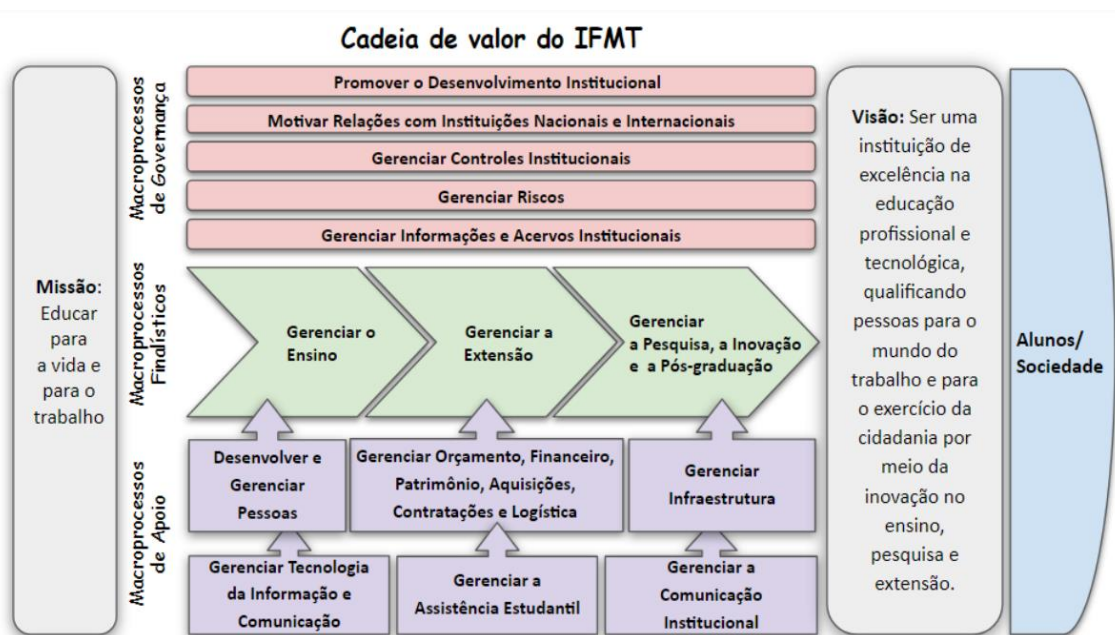 Cadeia de valor do IFMT
Missão:
Educar
para
a vida e
para o
trabalho
Macroprocessos
de Governança
Promover o Desenvolvimento Institucional
Motivar Relações com Instituições Nacionais e Internacionais
Gerenciar Controles Institucionais
Gerenciar Riscos
Gerenciar Informações e Acervos Institucionais
Macroprocessos
Finalísticos
Gerenciar o
Ensino
Gerenciar a
Extensão
Gerenciar
a Pesquisa, a Inovação
e a Pós-graduação
Macroprocessos
de Apoio
Desenvolver e
Gerenciar
Pessoas
Gerenciar Orçamento, Financeiro,
Patrimônio, Aquisições,
Contratações e Logística
Gerenciar
Infraestrutura
Gerenciar Tecnologia
da Informação e
Comunicação
Gerenciar a
Assistência Estudantil
Gerenciar a
Comunicação
Institucional
Visão: Ser uma
instituição de
excelência na
educação
profissional e
tecnológica,
qualificando
pessoas para o
mundo do
trabalho e para
o exercício da
cidadania por
meio da
inovação no
ensino,
pesquisa e
extensão.
Alunos/
Sociedade